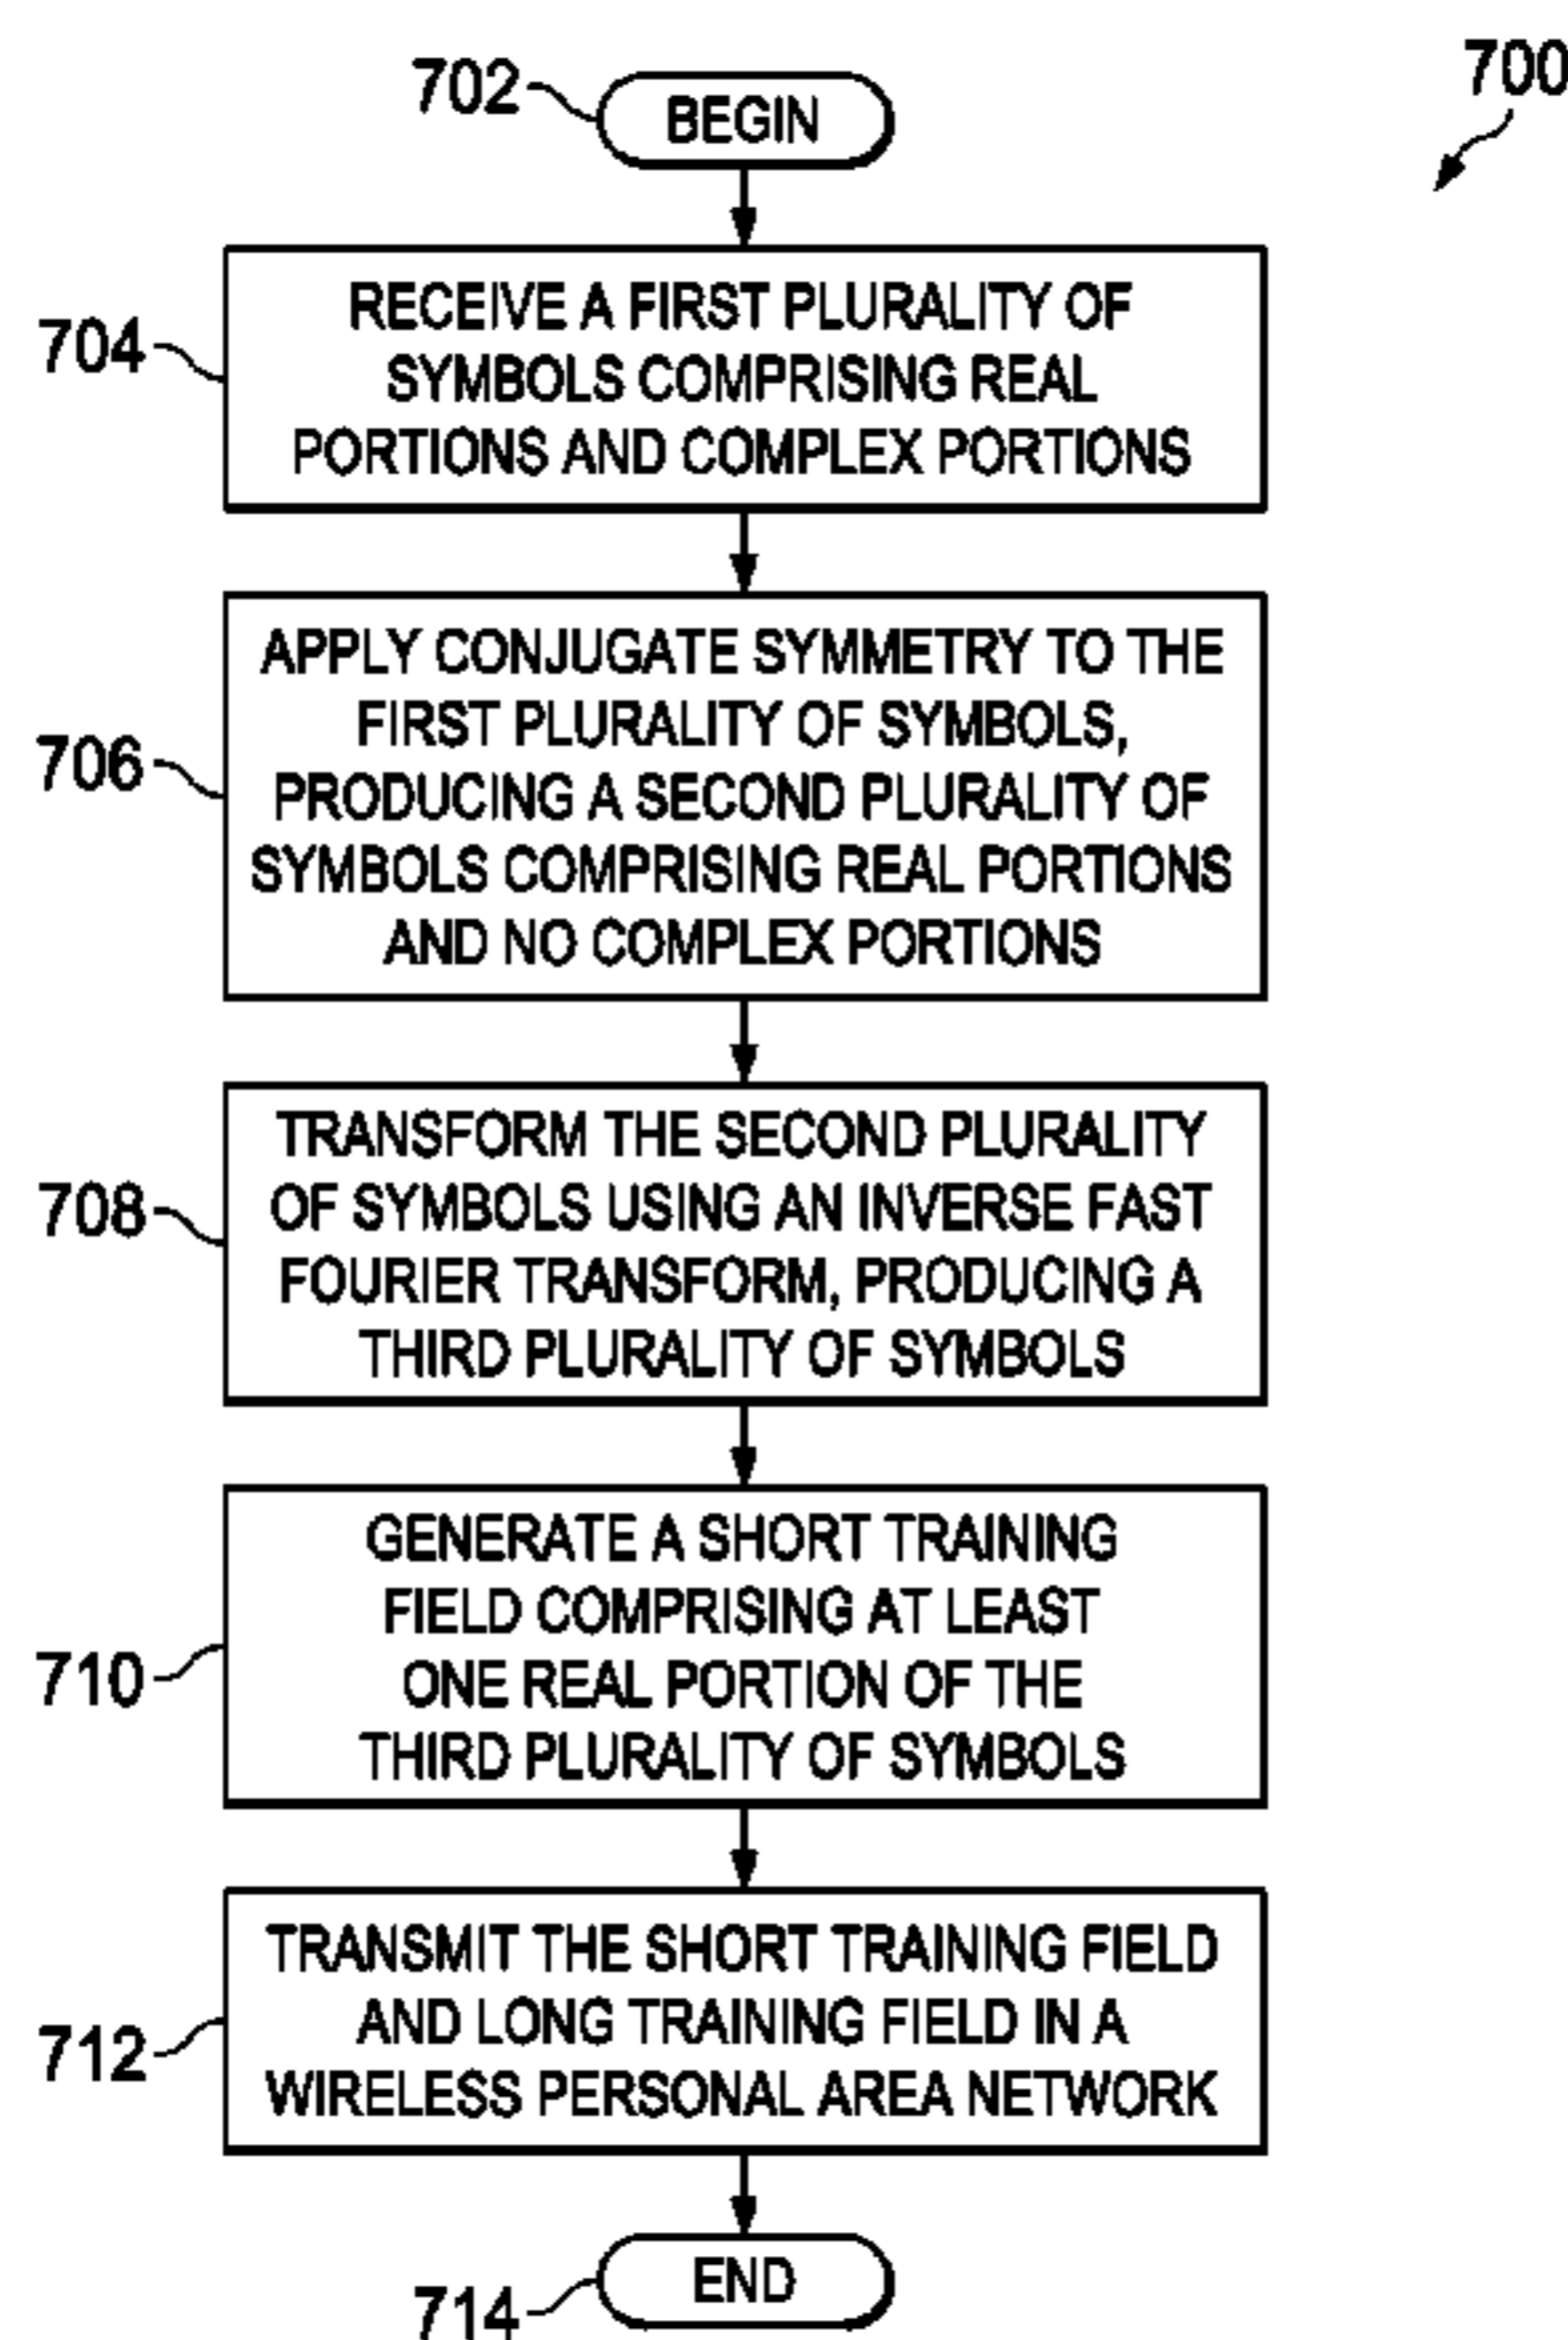 700
702
BEGIN
704
RECEIVE A FIRST PLURALITY OF
SYMBOLS COMPRISING REAL
PORTIONS AND COMPLEX PORTIONS
706
APPLY CONJUGATE SYMMETRY TO THE
FIRST PLURALITY OF SYMBOLS,
PRODUCING A SECOND PLURALITY OF
SYMBOLS COMPRISING REAL PORTIONS
AND NO COMPLEX PORTIONS
708
TRANSFORM THE SECOND PLURALITY
OF SYMBOLS USING AN INVERSE FAST
FOURIER TRANSFORM, PRODUCING A
THIRD PLURALITY OF SYMBOLS
710
GENERATE A SHORT TRAINING
FIELD COMPRISING AT LEAST
ONE REAL PORTION OF THE
THIRD PLURALITY OF SYMBOLS
712
TRANSMIT THE SHORT TRAINING FIELD
AND LONG TRAINING FIELD IN A
WIRELESS PERSONAL AREA NETWORK
714
END